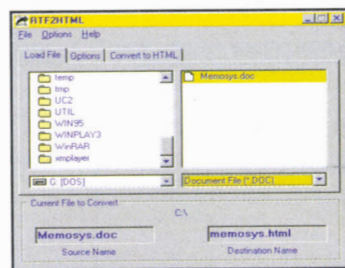 RTF2HTML
File Options Help
Load File Options Convert to HTML
temp
tmp
UC2
UTIL
WIN95
WINPLAY3
WinRAR
xmplayer
Memosys.doc
G: [DOS]
Document File (*.DOC)
Current File to Convert
C:\
Memosys.doc
memosys.html
Source Name
Destination Name